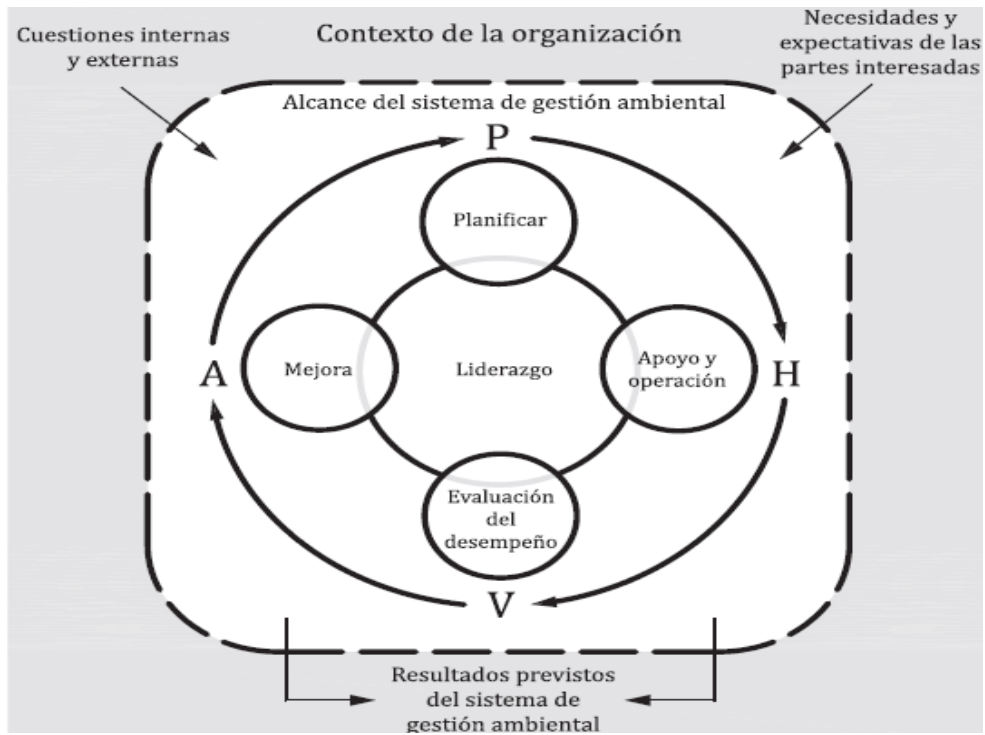 Cuestiones internas
y externas
Contexto de la organización
Necesidades y
expectativas de las
partes interesadas
Alcance del sistema de gestión ambiental
P
Planificar
A
Mejora
Liderazgo
Apoyo y
operación
H
Evaluación
del
desempeño
V
Resultados previstos
del sistema de
gestión ambiental